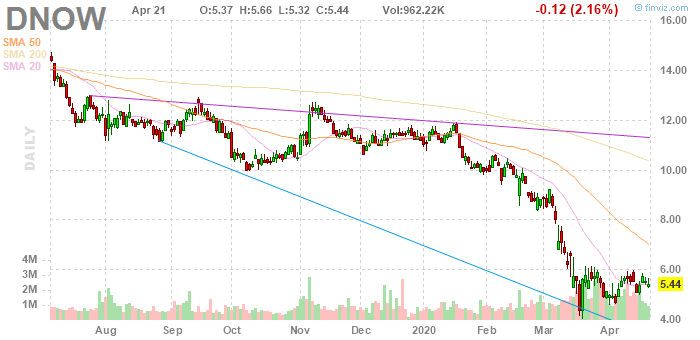 DNOW Apr 21 O:5.37 H:5.66 L:5.32 C:5.44 Vol:962.22K -0.12 (2.16%) © finviz.com
SMA 50
SMA 200
SMA 20
DAILY
16.00
14.00
12.00
10.00
8.00
6.00
5.44
4.00
4M
3M
2M
1M
Aug Sep Oct Nov Dec 2020 Feb Mar Apr